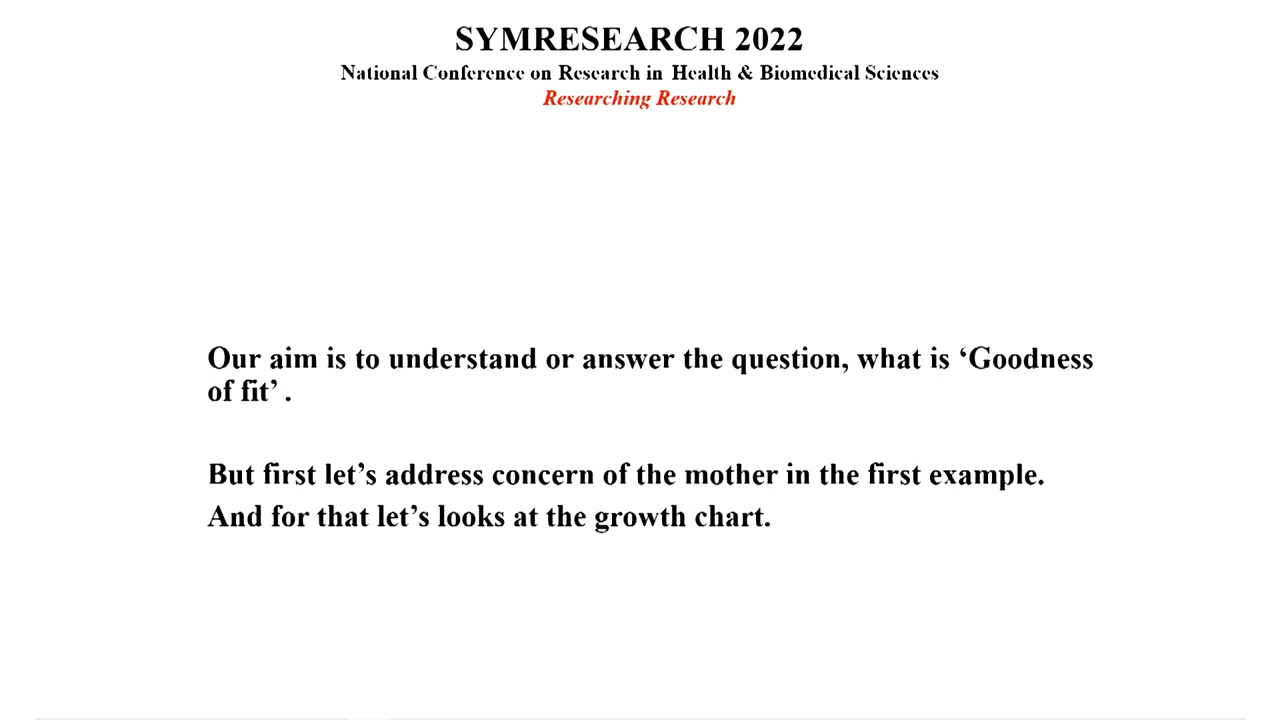 SYMRESEARCH 2022
National Conference on Research in Health & Biomedical Sciences
Researching Research
Our aim is to understand or answer the question, what is ‘Goodness
of fit’ .
But first let’s address concern of the mother in the first example.
And for that let’s looks at the growth chart.